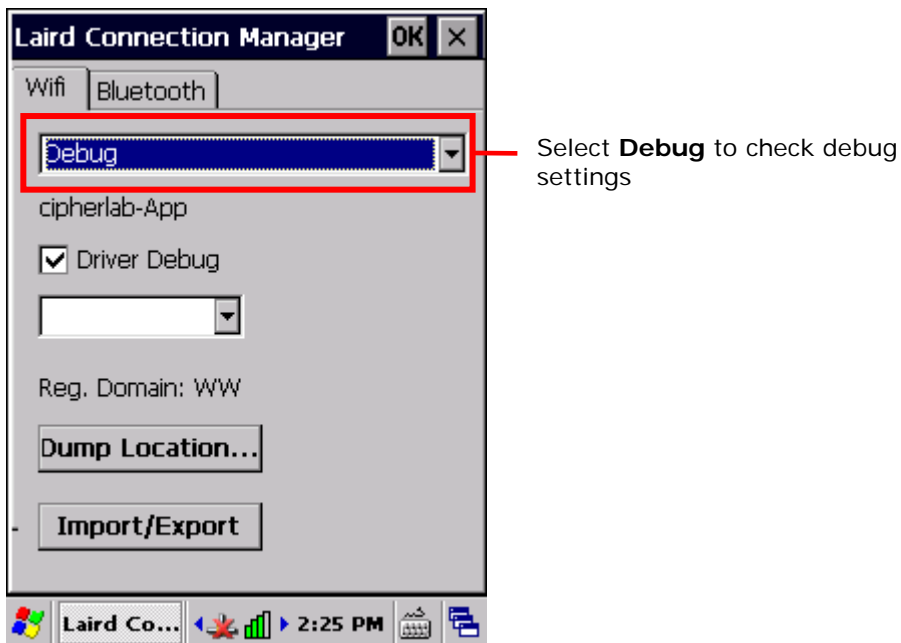 Laird Connection Manager OK ×
Wifi Bluetooth
Debug
Select Debug to check debug
settings
cipherlab-App
Driver Debug
Reg. Domain: WW
Dump Location...
Import/Export
Laird Co... 2:25 PM